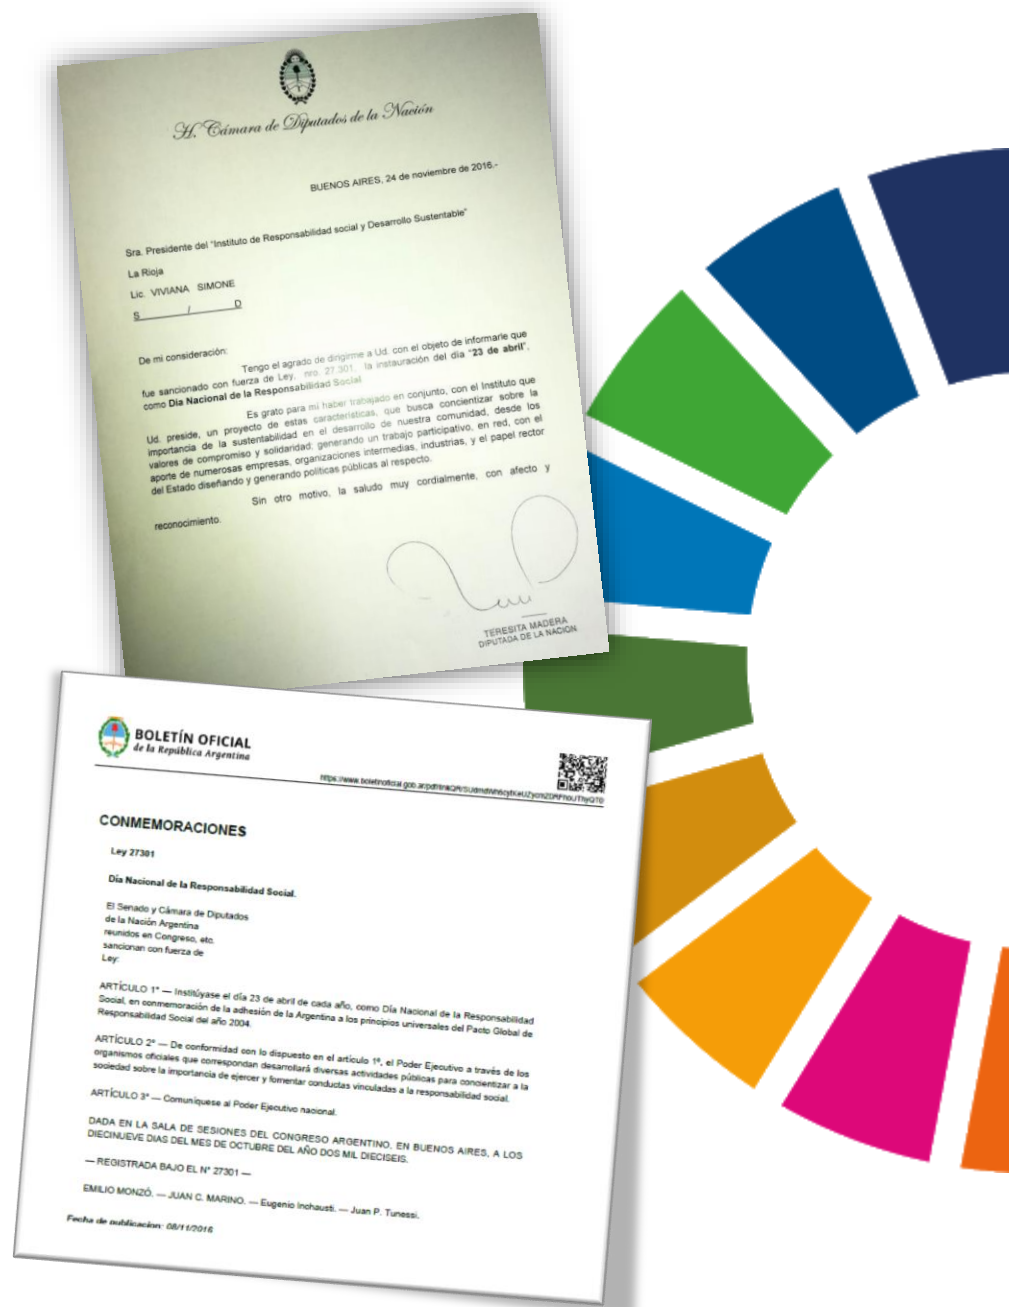 H. Cámara de Diputados de la Nación
BUENOS AIRES, 24 de noviembre de 2016.-
Sra. Presidente del "Instituto de Responsabilidad social y Desarrollo Sustentable"
La Rioja
Lic. VIVIANA SIMONE
S / D
De mi consideración:
Tengo el agrado de dirigirme a Ud. con el objeto de informarle que
fue sancionado con fuerza de Ley, nro. 27.301, la instauración del día "23 de abril",
como Dia Nacional de la Responsabilidad Social.
Es grato para mi haber trabajado en conjunto, con el Instituto que
Ud. preside, un proyecto de estas características, que busca concientizar sobre la
importancia de la sustentabilidad en el desarrollo de nuestra comunidad, desde los
valores de compromiso y solidaridad; generando un trabajo participativo, en red, con el
aporte de numerosas empresas, organizaciones intermedias, industrias, y el papel rector
del Estado diseñando y generando políticas públicas al respecto.
Sin otro motivo, la saludo muy cordialmente, con afecto y
reconocimiento.
TERESITA MADERA
DIPUTADA DE LA NACION
BOLETÍN OFICIAL
de la República Argentina
CONMEMORACIONES
Ley 27301
Día Nacional de la Responsabilidad Social.
El Senado y Cámara de Diputados
de la Nación Argentina
reunidos en Congreso, etc.
sancionan con fuerza de
Ley:
ARTÍCULO 1° — Institúyase el día 23 de abril de cada año, como Día Nacional de la Responsabilidad
Social, en conmemoración de la adhesión de la Argentina a los principios universales del Pacto Global de
Responsabilidad Social del año 2004.
ARTÍCULO 2° — De conformidad con lo dispuesto en el artículo 1°, el Poder Ejecutivo a través de los
organismos oficiales que correspondan desarrollará diversas actividades públicas para concientizar a la
sociedad sobre la importancia de ejercer y fomentar conductas vinculadas a la responsabilidad social.
ARTÍCULO 3° — Comuníquese al Poder Ejecutivo nacional.
DADA EN LA SALA DE SESIONES DEL CONGRESO ARGENTINO, EN BUENOS AIRES, A LOS
DIECINUEVE DIAS DEL MES DE OCTUBRE DEL AÑO DOS MIL DIECISEIS.
— REGISTRADA BAJO EL N° 27301 —
EMILIO MONZÓ. — JUAN C. MARINO. — Eugenio Inchausti. — Juan P. Tunessi.
Fecha de publicacion: 08/11/2016